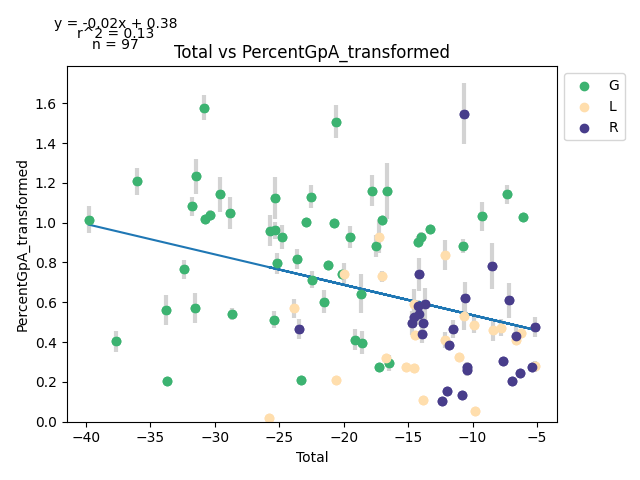 y = -0.02x + 0.38
r^2 = 0.13
n = 97
Total vs PercentGpA_transformed
G
L
R
PercentGpA_transformed
1.6
1.4
1.2
1.0
0.8
0.6
0.4
0.2
0.0
−40 −35 −30 −25 −20 −15 −10 −5
Total